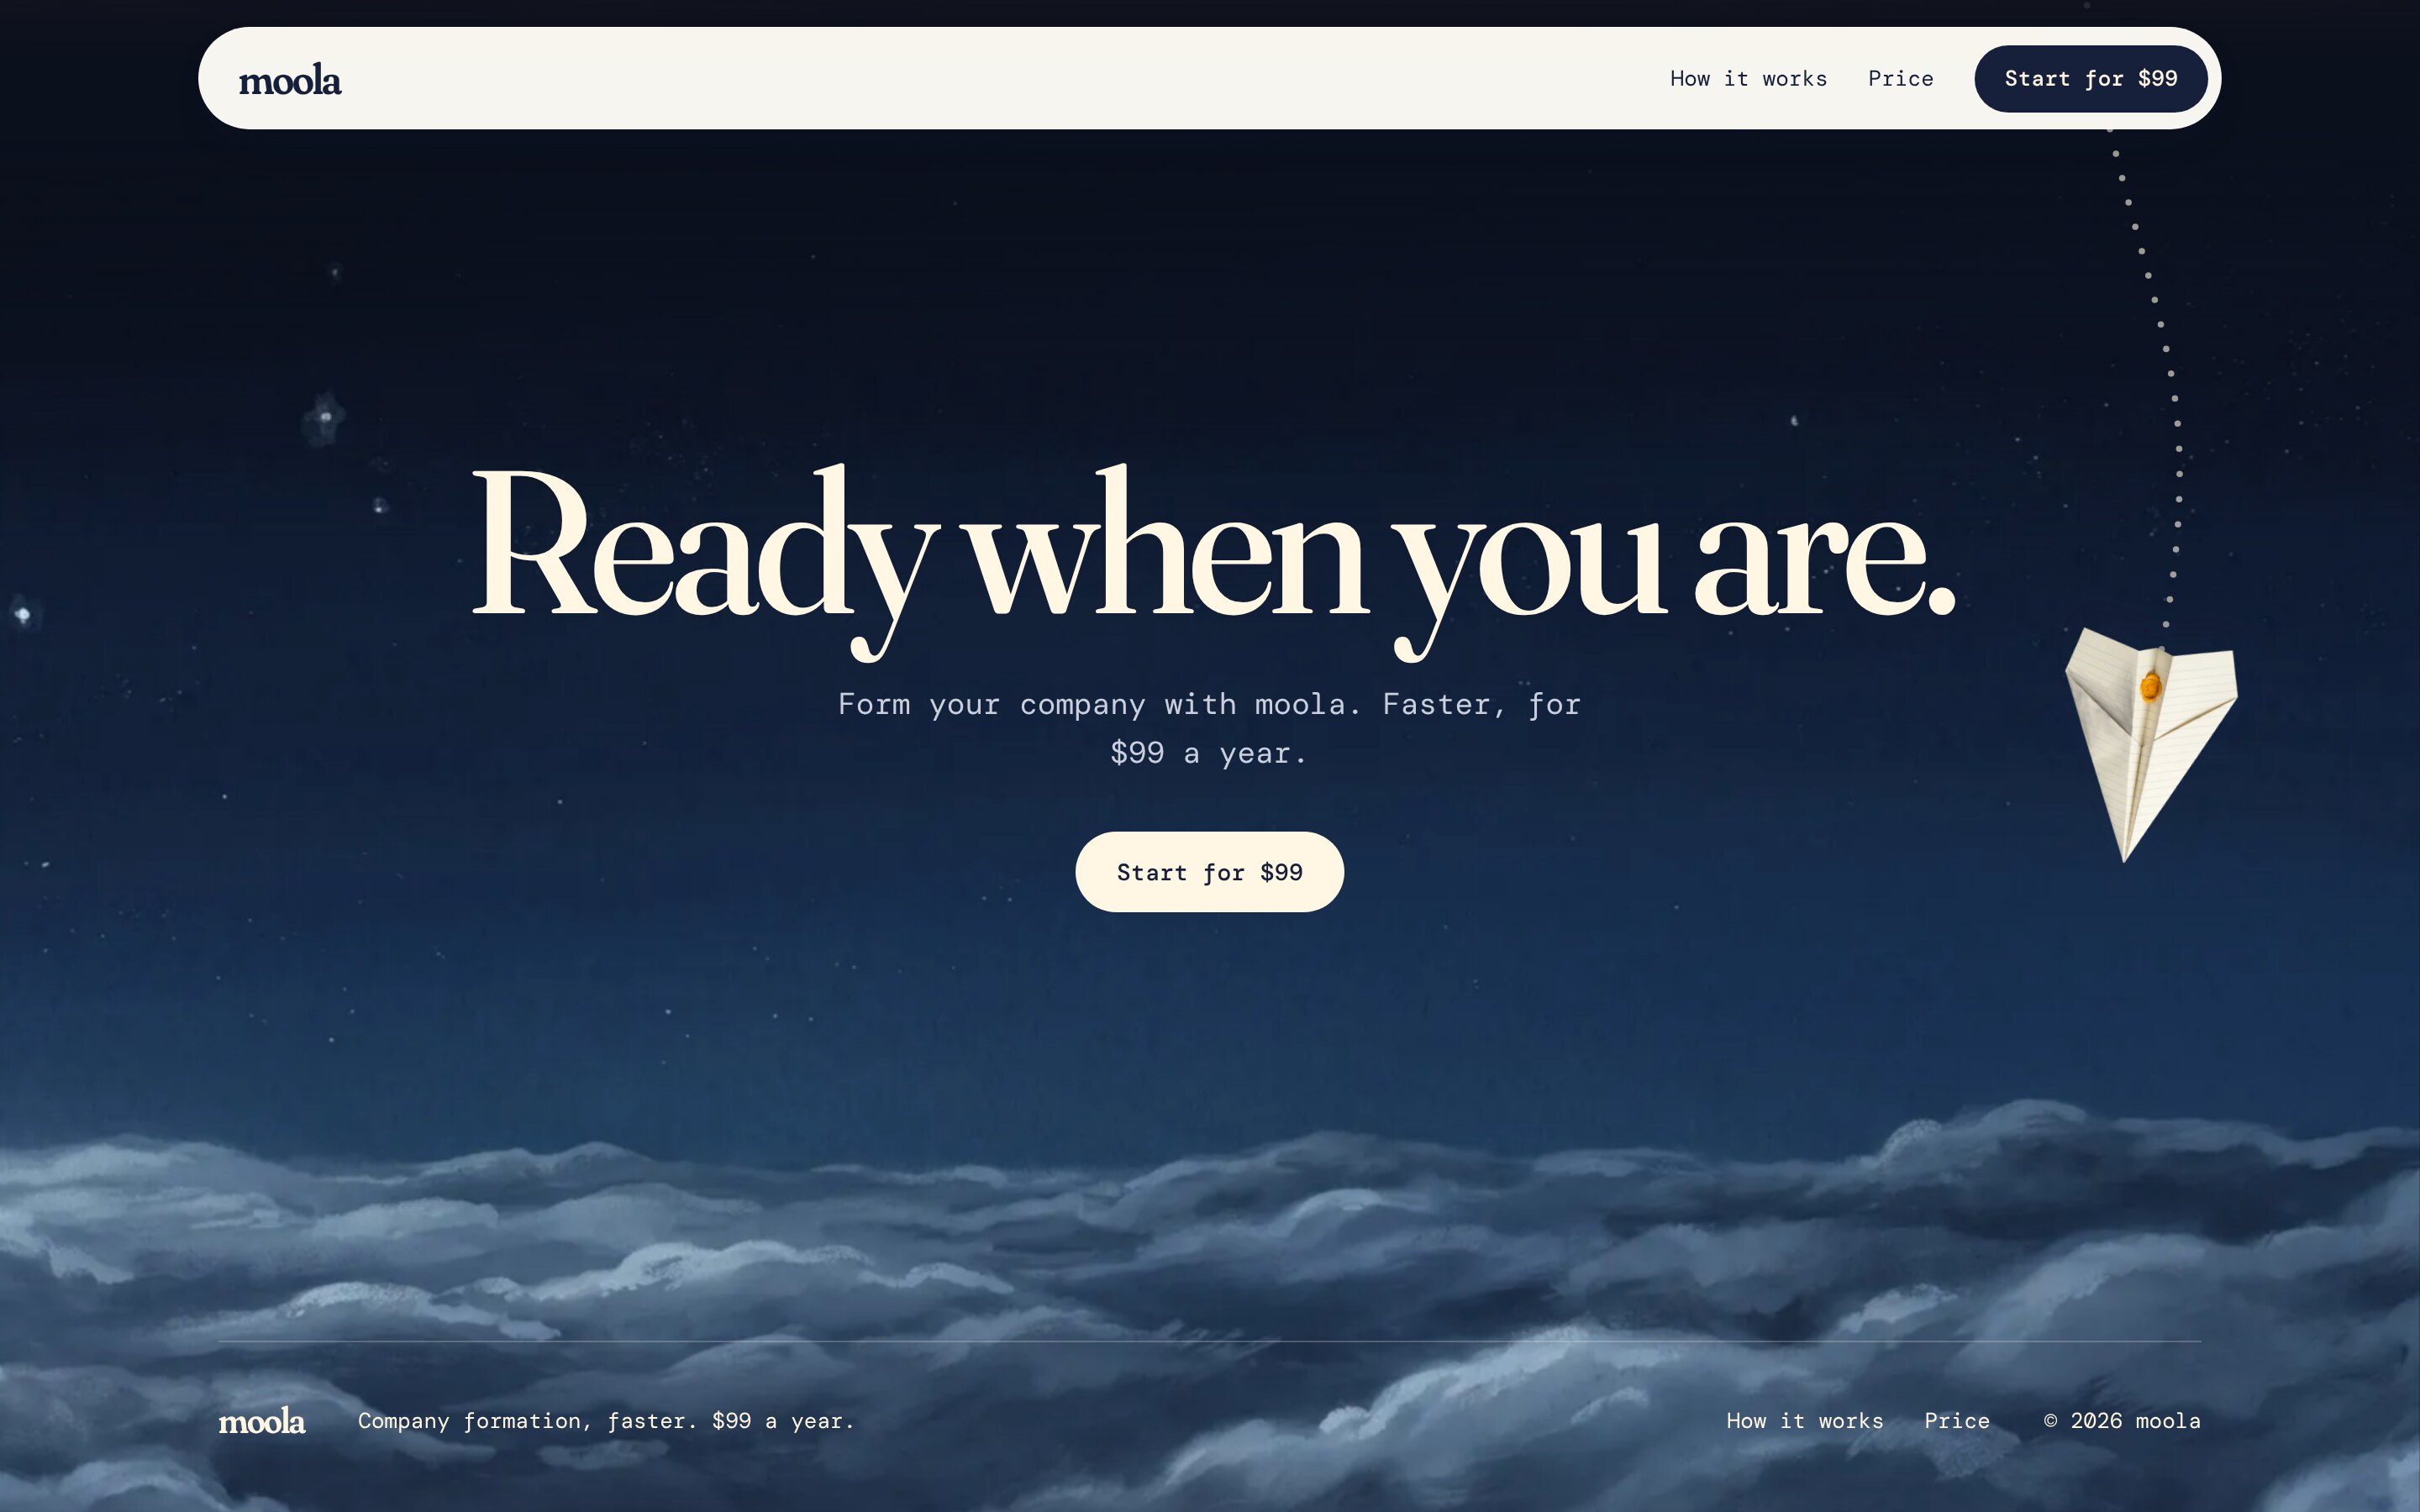 moola
How it works
Price
Start for $99
Ready when you are.
Form your company with moola. Faster, for
$99 a year.
Start for $99
moola
Company formation, faster. $99 a year.
How it works
Price
© 2026 moola